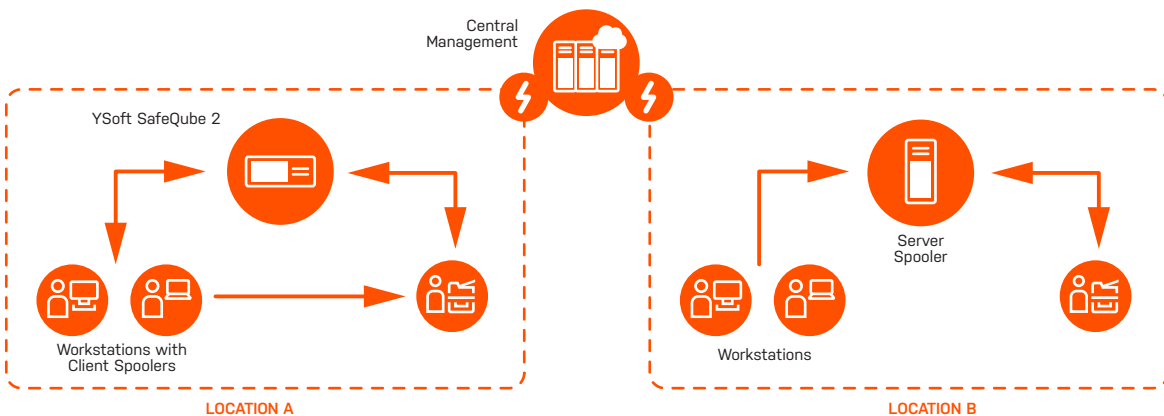 Central
Management
YSoft SafeQube 2
Workstations with
Client Spoolers
LOCATION A
Server
Spooler
Workstations
LOCATION B